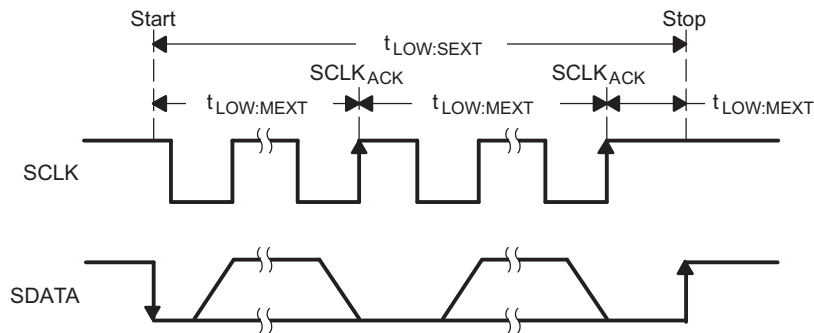 Start Stop
tLOW:SEXT
SCLKACK SCLKACK
tLOW:MEXT tLOW:MEXT tLOW:MEXT
SCLK
SDATA